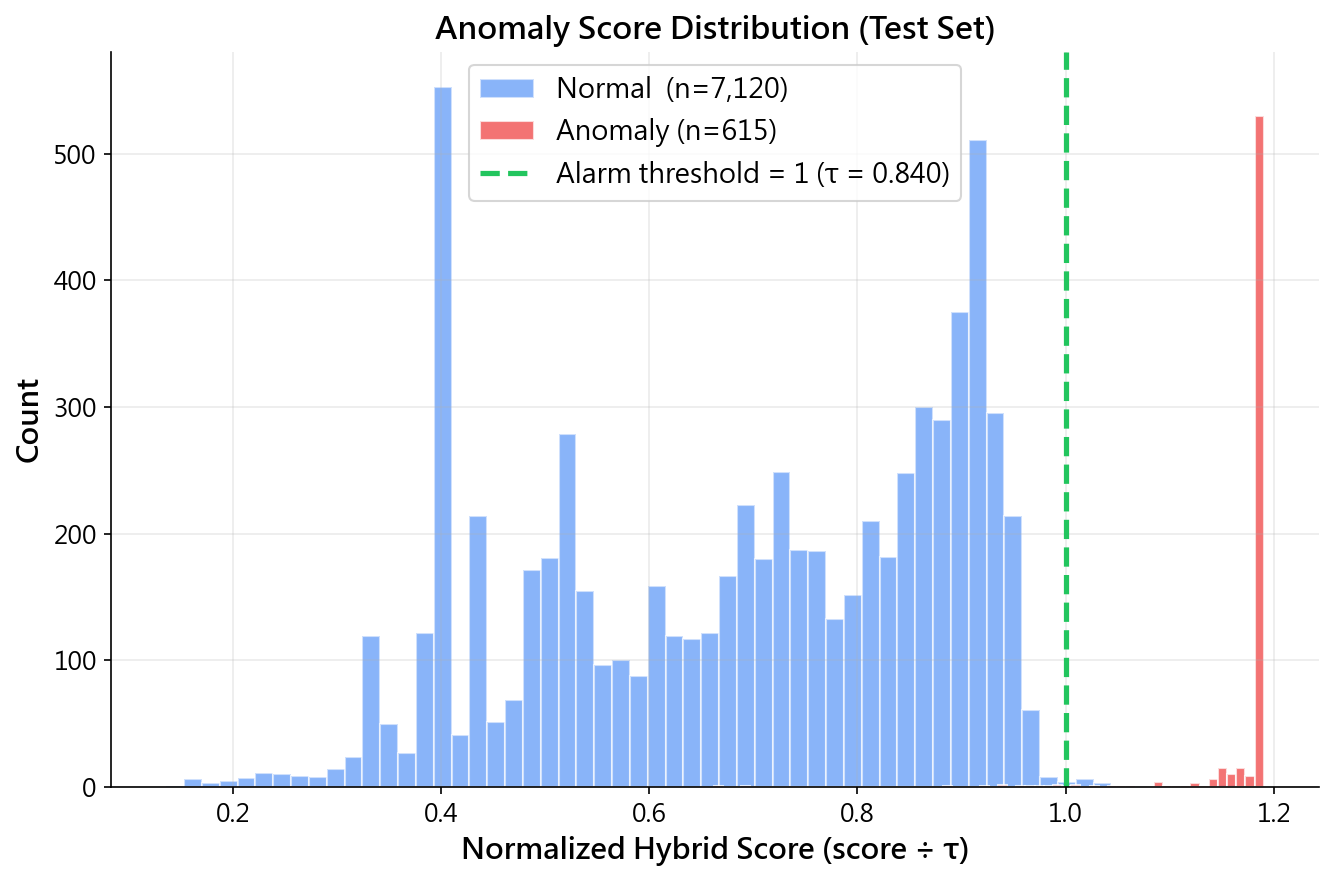 Anomaly Score Distribution (Test Set)
Normal (n=7,120)
Anomaly (n=615)
Alarm threshold = 1 (τ = 0.840)
Count
500
400
300
200
100
0
0.2 0.4 0.6 0.8 1.0 1.2
Normalized Hybrid Score (score ÷ τ)